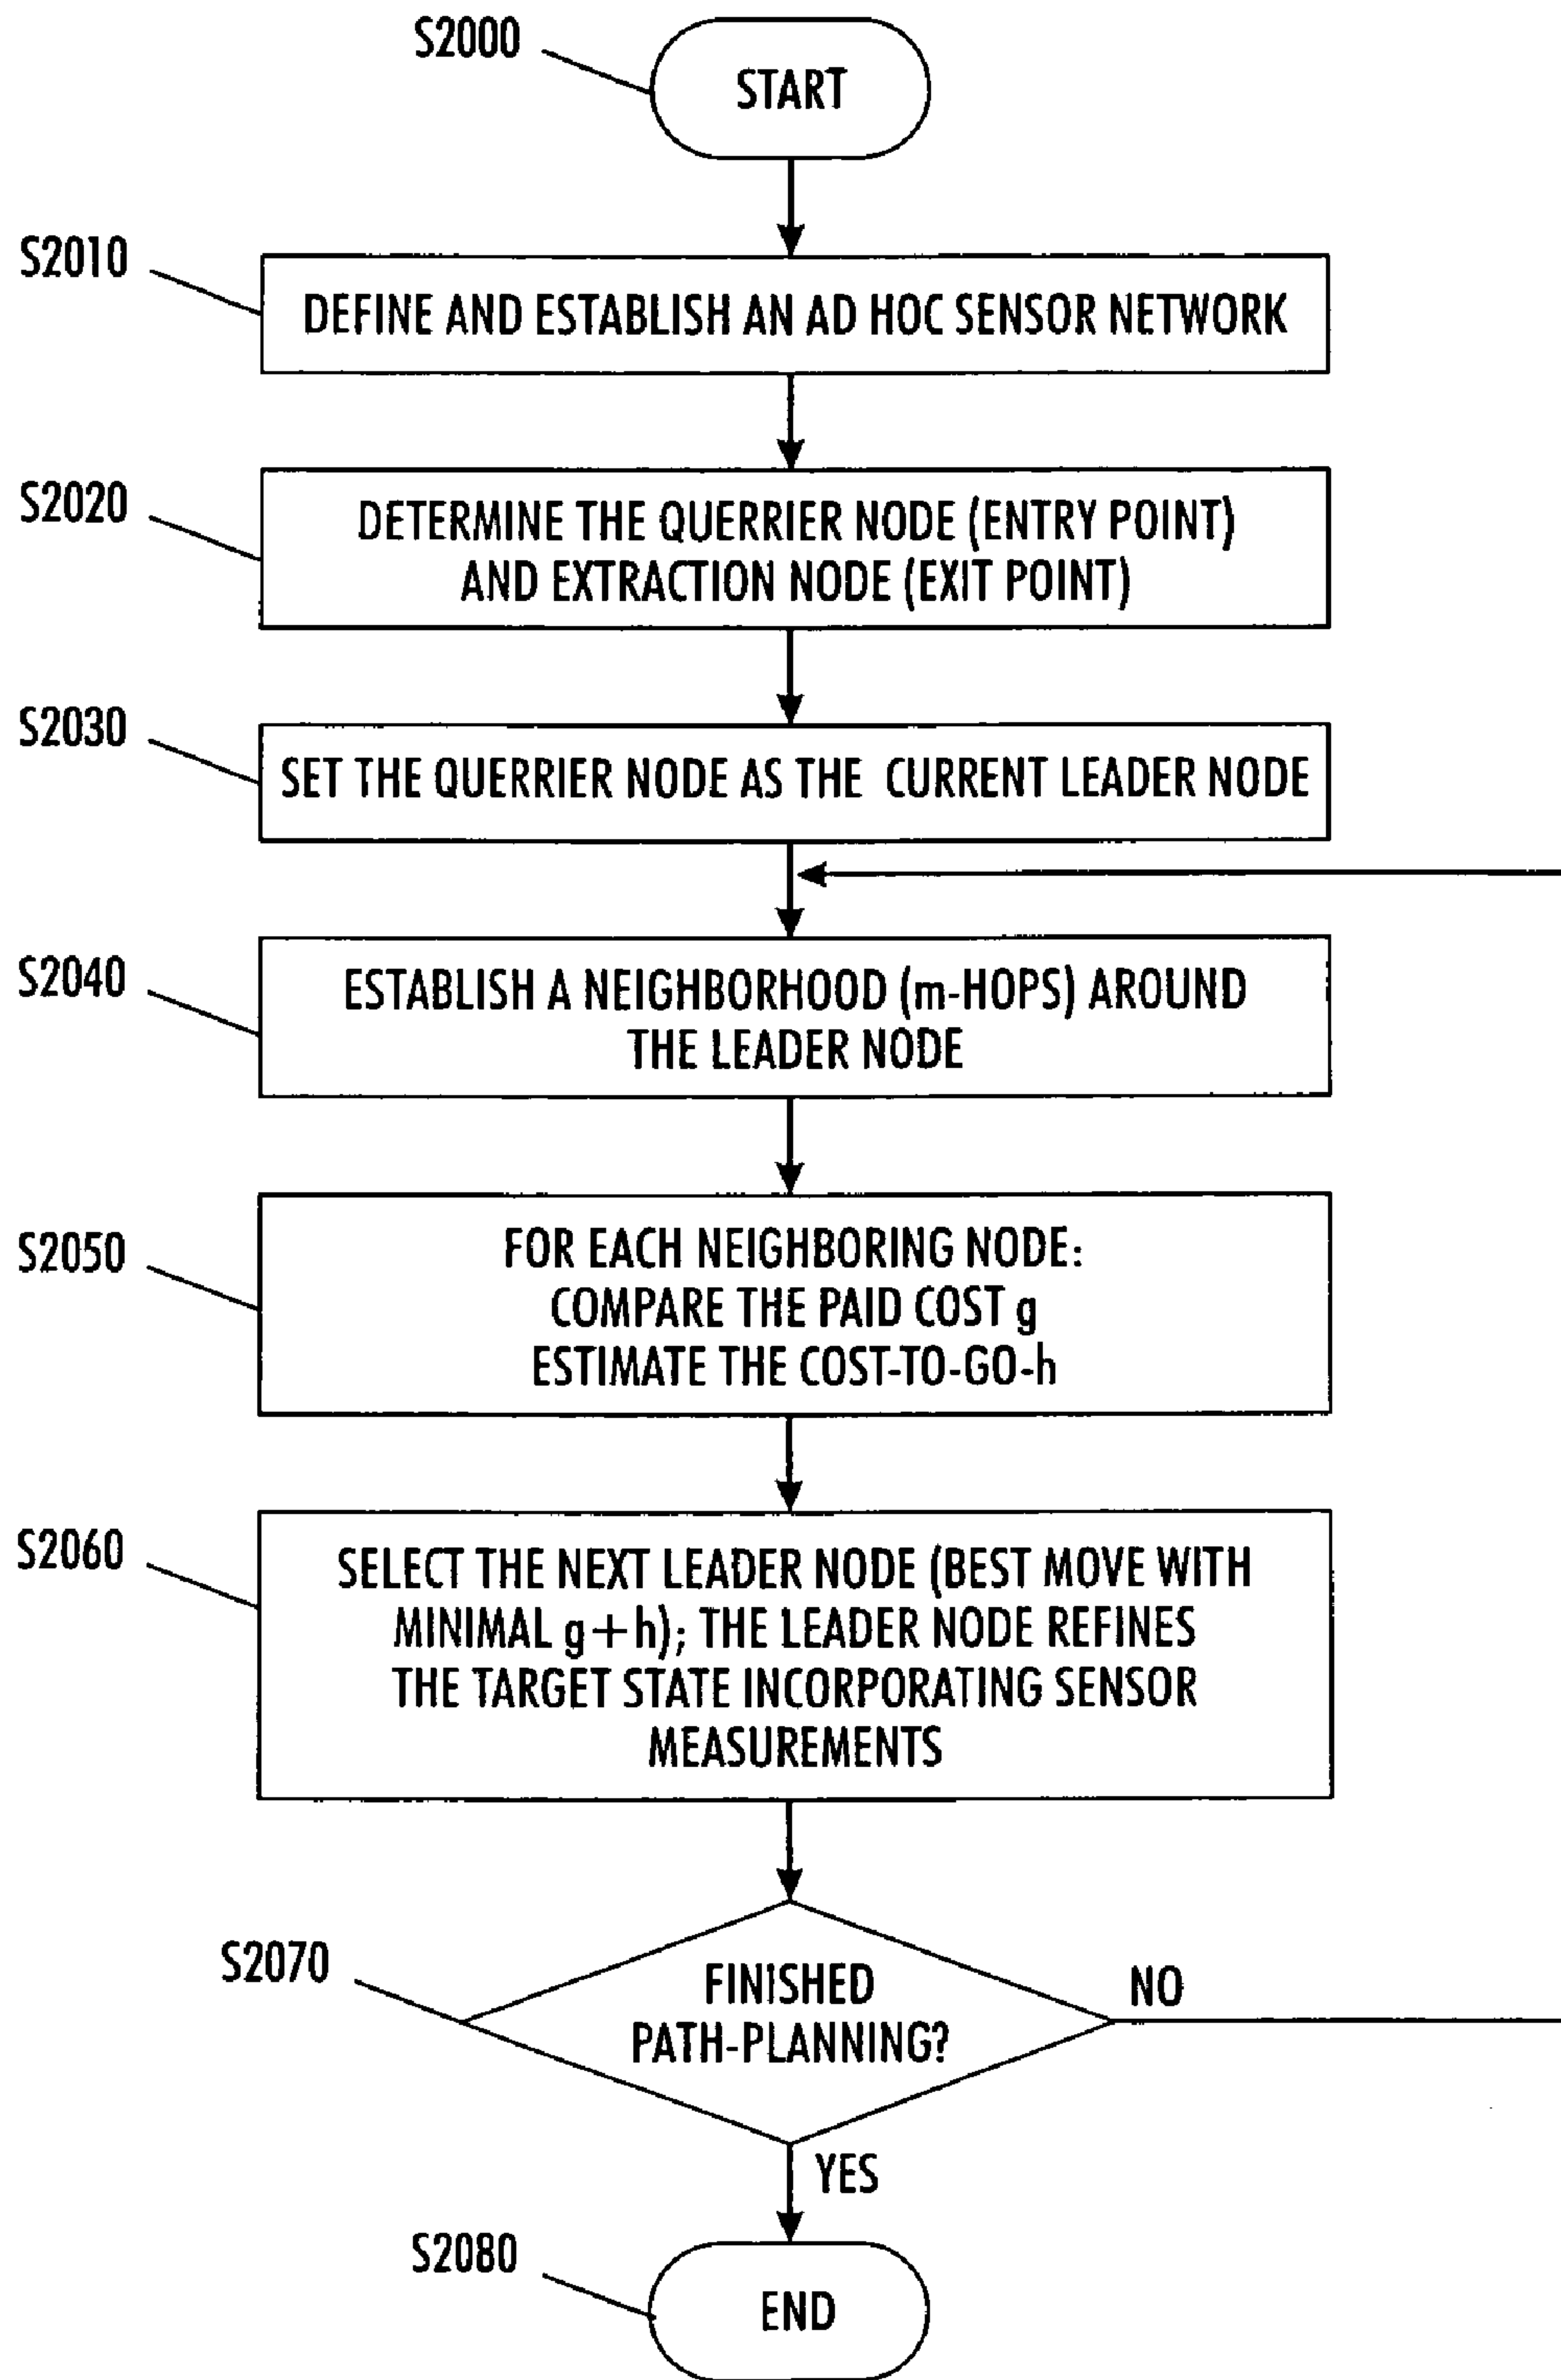 S2000
START
S2010
DEFINE AND ESTABLISH AN AD HOC SENSOR NETWORK
S2020
DETERMINE THE QUERRIER NODE (ENTRY POINT)
AND EXTRACTION NODE (EXIT POINT)
S2030
SET THE QUERRIER NODE AS THE CURRENT LEADER NODE
S2040
ESTABLISH A NEIGHBORHOOD (m-HOPS) AROUND
THE LEADER NODE
S2050
FOR EACH NEIGHBORING NODE:
COMPARE THE PAID COST g
ESTIMATE THE COST-TO-GO-h
S2060
SELECT THE NEXT LEADER NODE (BEST MOVE WITH
MINIMAL g+h); THE LEADER NODE REFINES
THE TARGET STATE INCORPORATING SENSOR
MEASUREMENTS
S2070
FINISHED
PATH-PLANNING?
NO
YES
S2080
END